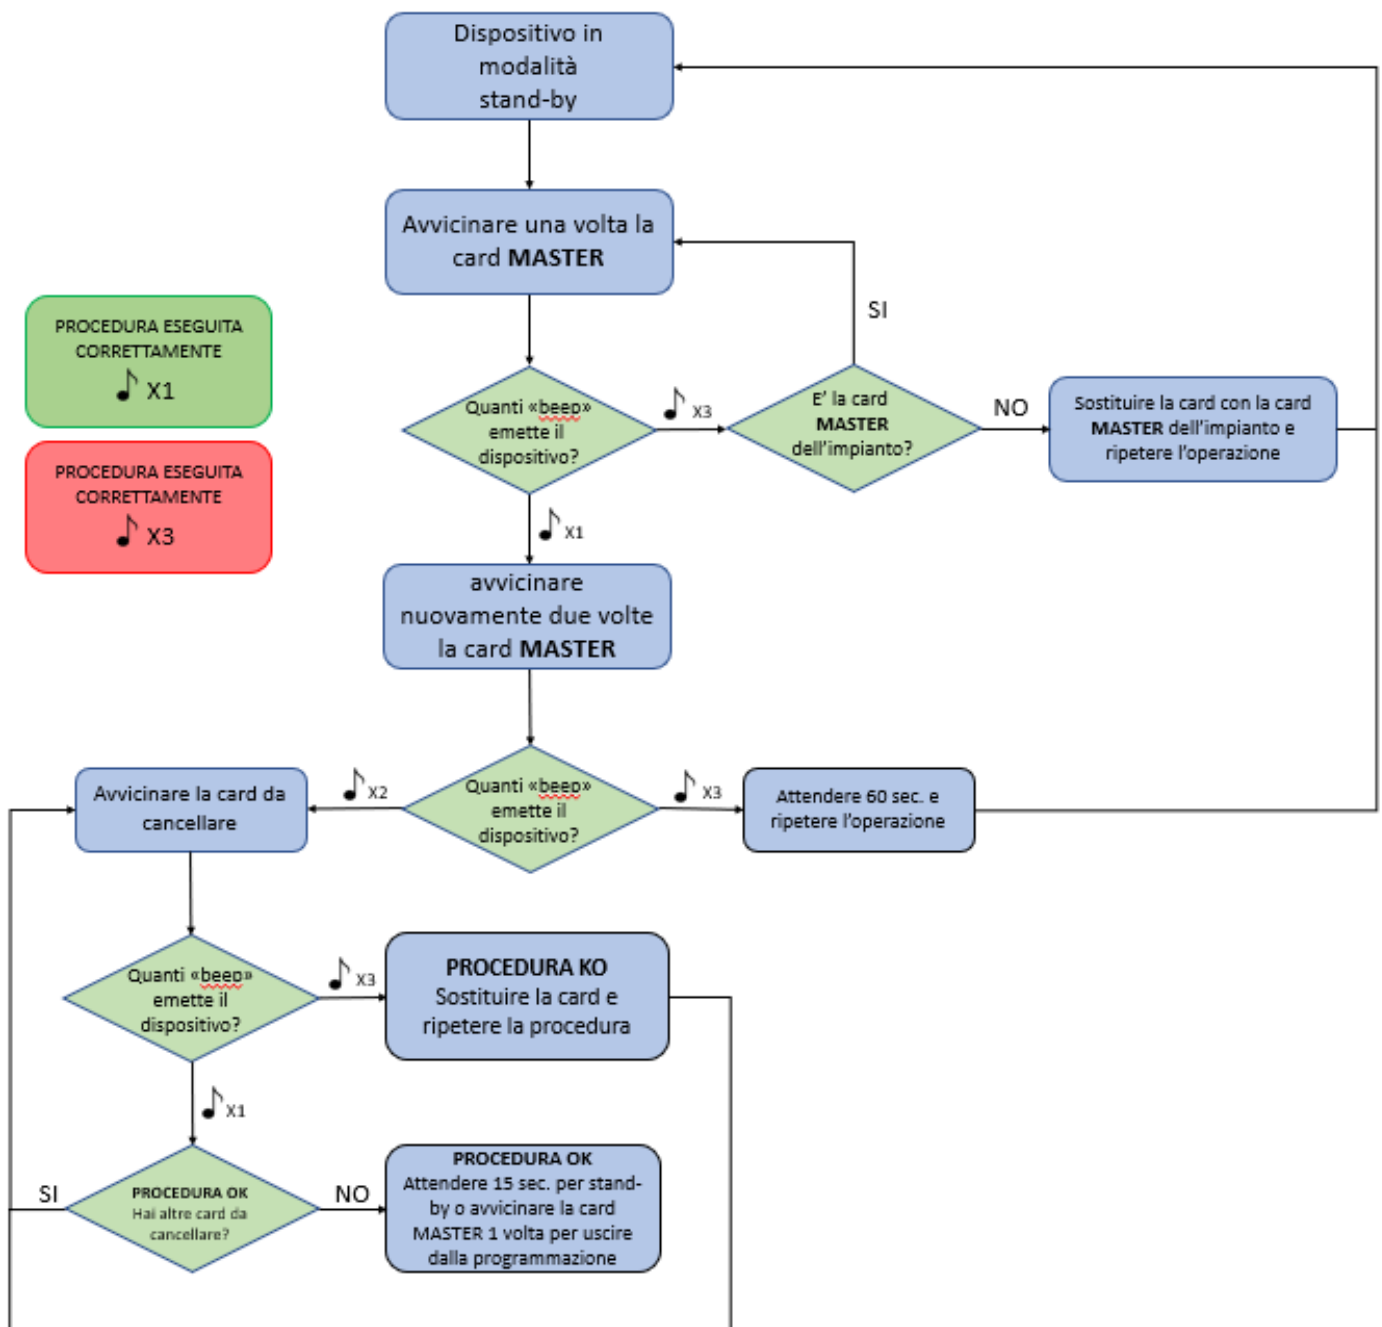 Dispositivo in
modalità
stand-by
Avvicinare una volta la
card MASTER
SI
PROCEDURA ESEGUITA
CORRETTAMENTE
X1
Quanti «beep»
emette il
dispositivo?
X3
E’ la card
MASTER
dell’impianto?
NO
Sostituire la card con la card
MASTER dell’impianto e
ripetere l’operazione
PROCEDURA ESEGUITA
CORRETTAMENTE
X3
X1
avvicinare
nuovamente due volte
la card MASTER
Avvicinare la card da
cancellare
X2
Quanti «beep»
emette il
dispositivo?
X3
Attendere 60 sec. e
ripetere l’operazione
Quanti «beep»
emette il
dispositivo?
X3
PROCEDURA KO
Sostituire la card e
ripetere la procedura
X1
SI
PROCEDURA OK
Hai altre card da
cancellare?
NO
PROCEDURA OK
Attendere 15 sec. per stand-
by o avvicinare la card
MASTER 1 volta per uscire
dalla programmazione